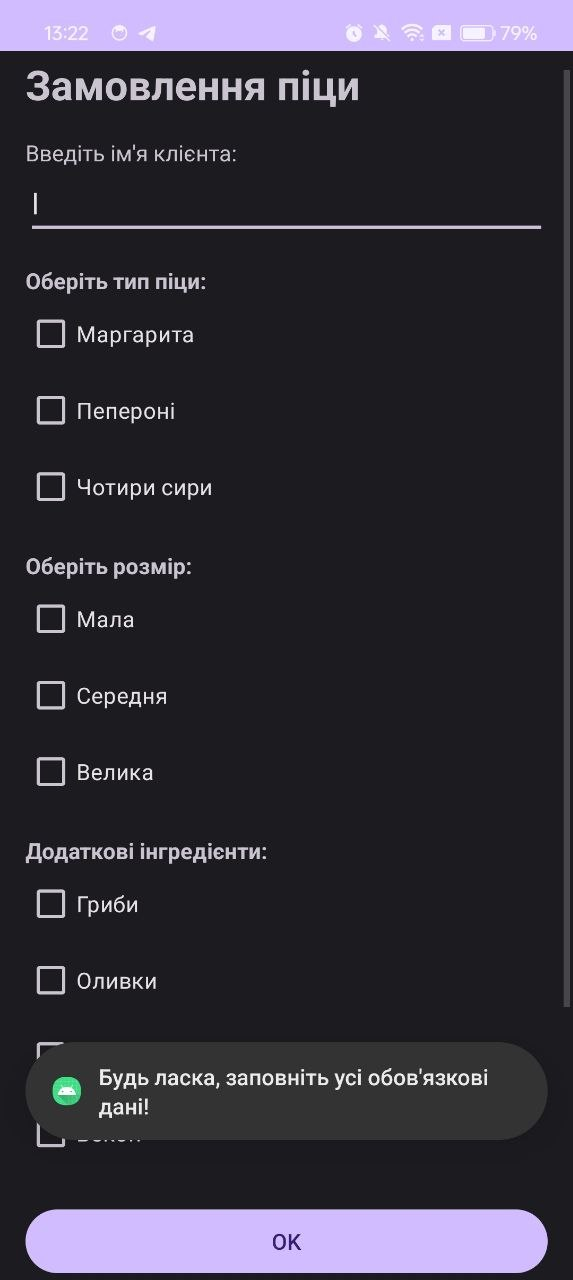 13:22 79%
Замовлення піци
Введіть ім'я клієнта:
Оберіть тип піци:
Маргарита
Пепероні
Чотири сири
Оберіть розмір:
Мала
Середня
Велика
Додаткові інгредієнти:
Гриби
Оливки
Будь ласка, заповніть усі обов'язкові
дані!
OK